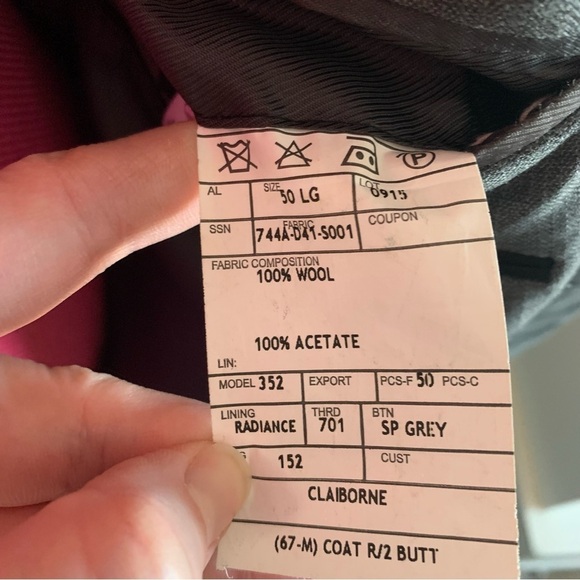 P
AL SIZE 50 LG LOT 0915
SSN FABRIC 744A-D41-S001 COUPON
FABRIC COMPOSITION
100% WOOL
100% ACETATE
LIN:
MODEL 352 EXPORT PCS-F 50 PCS-C
LINING RADIANCE THRD 701 BTN SP GREY
152 CUST
CLAIBORNE
(67-M) COAT R/2 BUTT